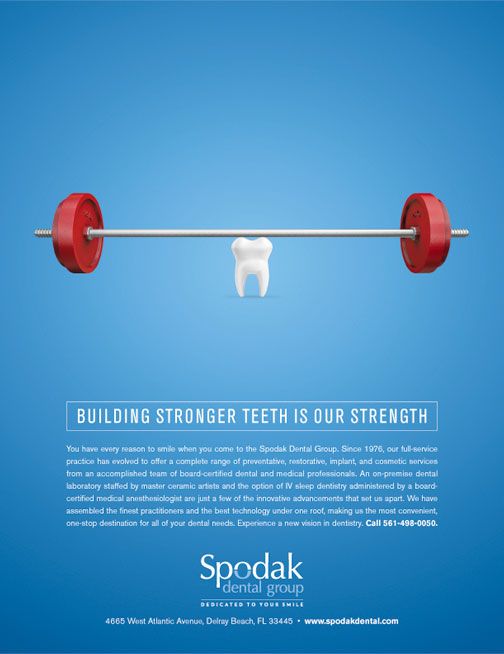 BUILDING STRONGER TEETH IS OUR STRENGTH
You have every reason to smile when you come to the Spodak Dental Group. Since 1976, our full-service
practice has evolved to offer a complete range of preventative, restorative, implant, and cosmetic services
from an accomplished team of board-certified dental and medical professionals. An on-premise dental
laboratory staffed by master ceramic artists and the option of IV sleep dentistry administered by a board-
certified medical anesthesiologist are just a few of the innovative advancements that set us apart. We have
assembled the finest practitioners and the best technology under one roof, making us the most convenient,
one-stop destination for all of your dental needs. Experience a new vision in dentistry. Call 561-498-0050.
Spodak
dental group
DEDICATED TO YOUR SMILE
4665 West Atlantic Avenue, Delray Beach, FL 33445 • www.spodakdental.com